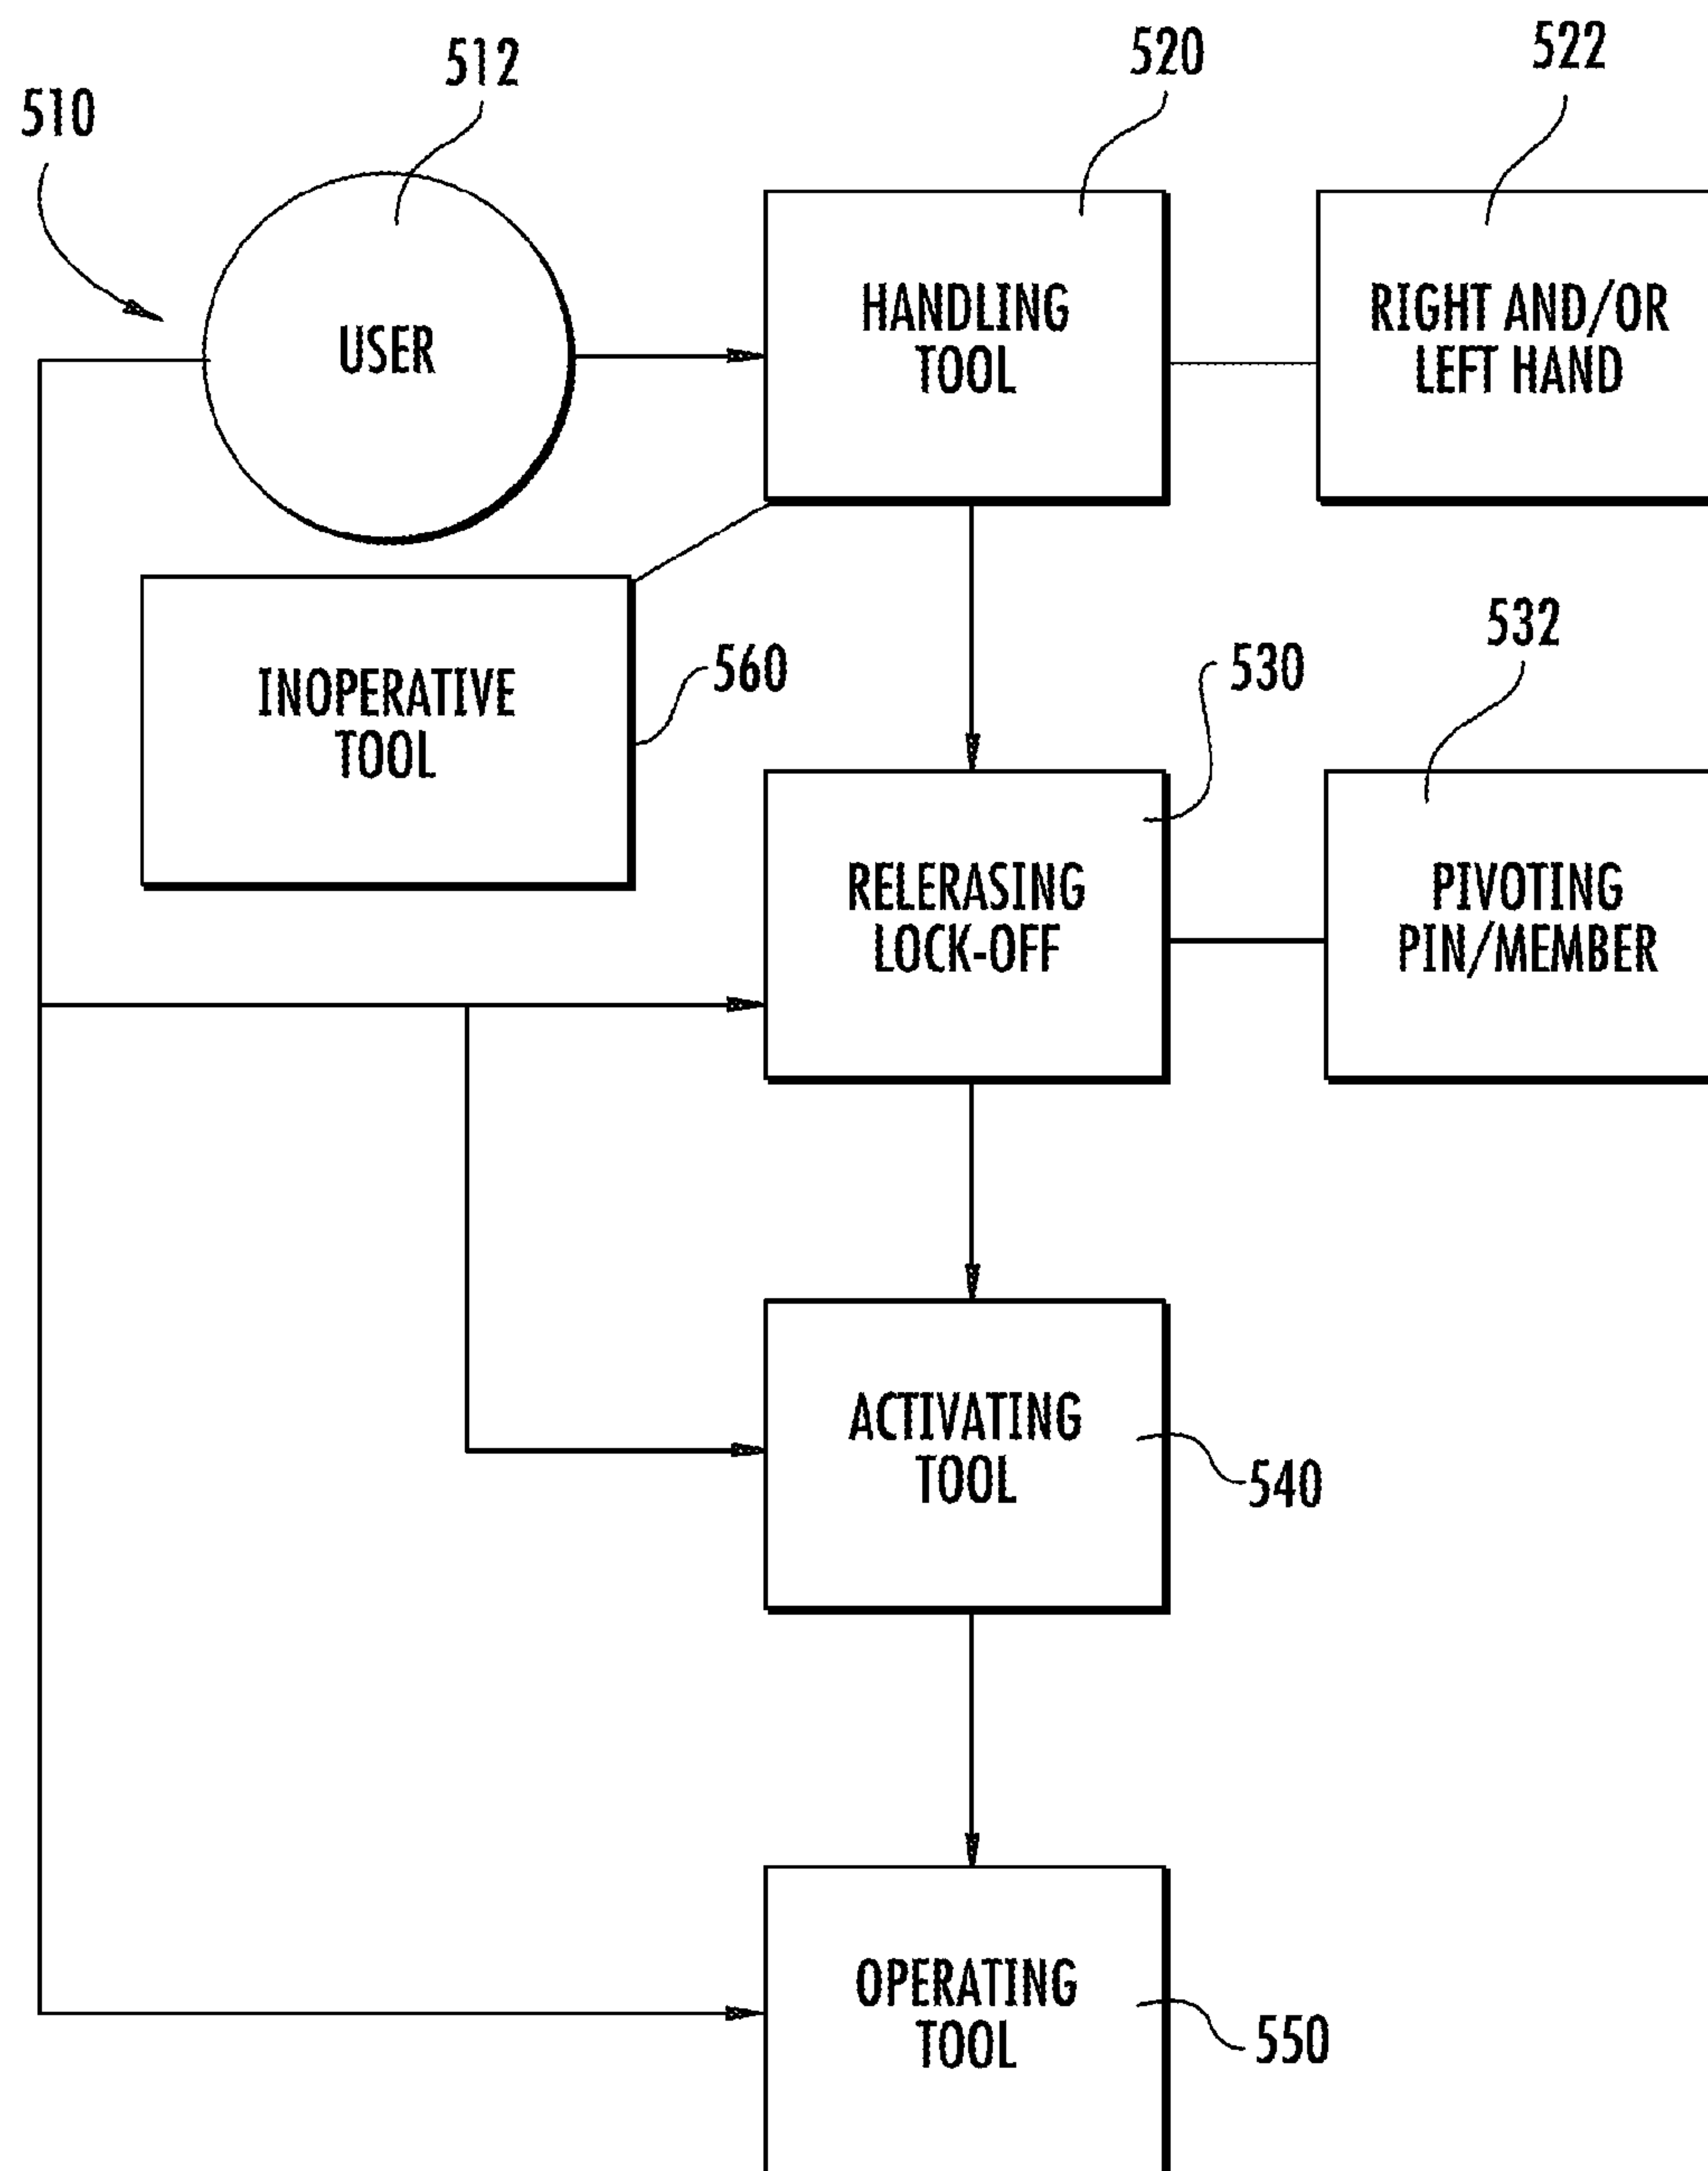 512
520
522
510
USER
HANDLING
TOOL
RIGHT AND/OR
LEFT HAND
INOPERATIVE
TOOL
560
530
532
RELERASING
LOCK-OFF
PIVOTING
PIN/MEMBER
ACTIVATING
TOOL
540
OPERATING
TOOL
550